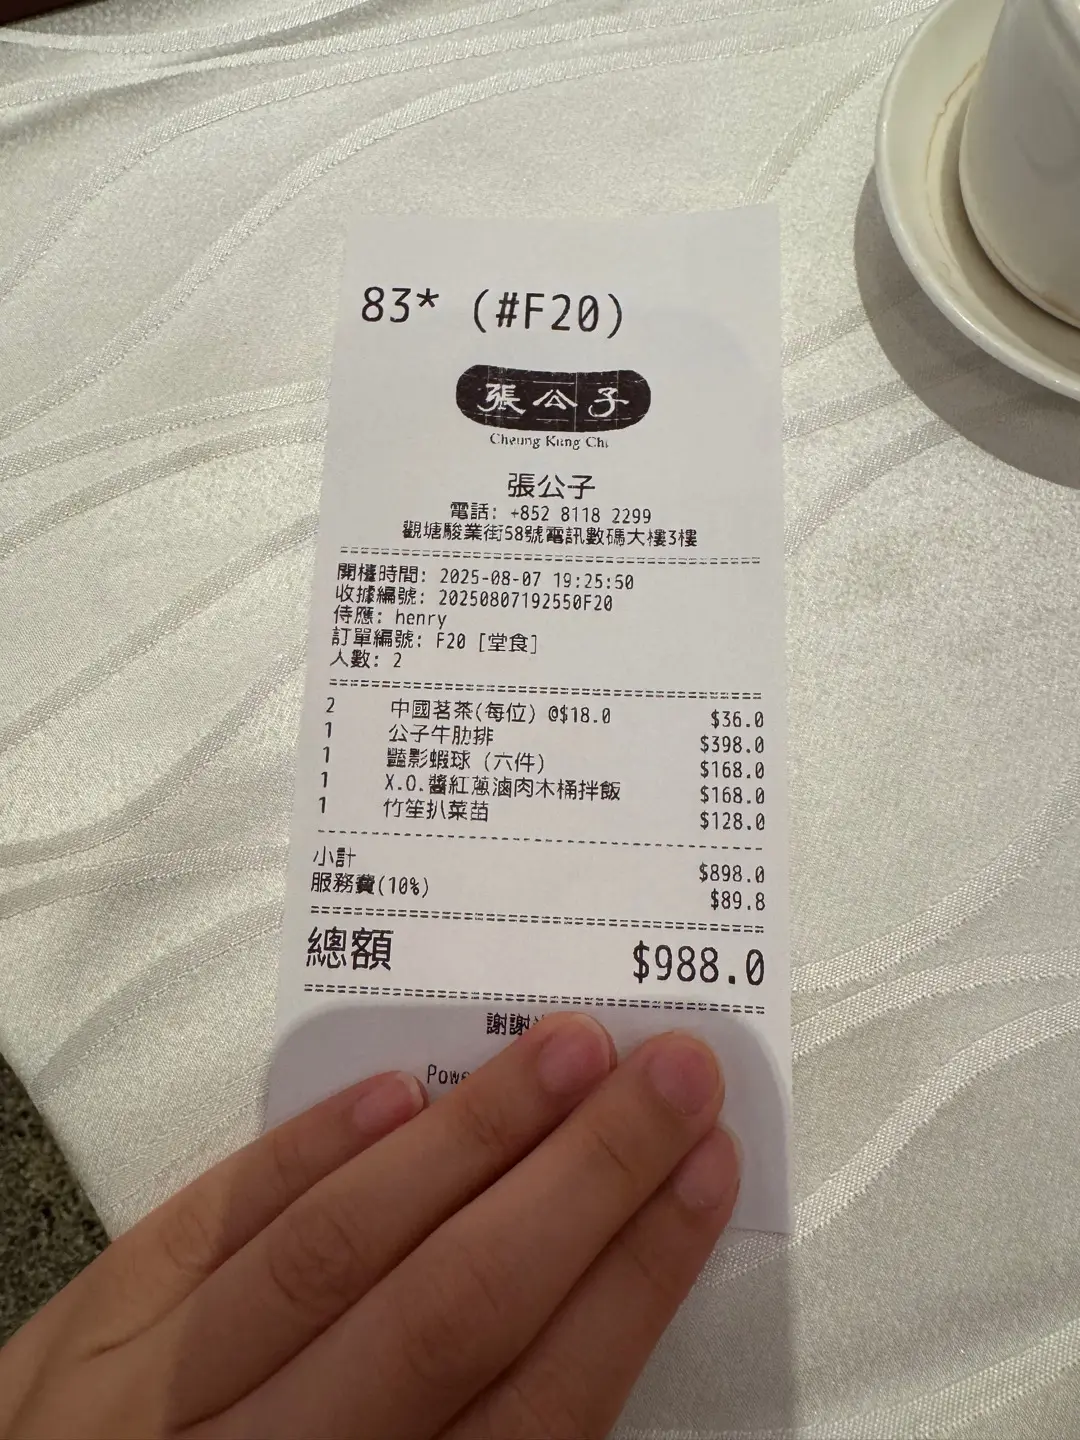 83* (#F20)
張公子
Cheung Kung Chi
張公子
電話: +852 8118 2299
觀塘駿業街58號電訊數碼大樓3樓
開檯時間: 2025-08-07 19:25:50
收據編號: 20250807192550F20
侍應: henry
訂單編號: F20 [堂食]
人數: 2
2 中國茗茶(每位) @$18.0 $36.0
1 公子牛肋排 $398.0
1 豔影蝦球 (六件) $168.0
1 X.O.醬紅蔥滷肉木桶拌飯 $168.0
1 竹笙扒菜苗 $128.0
小計 $898.0
服務費(10%) $89.8
總額 $988.0
謝謝